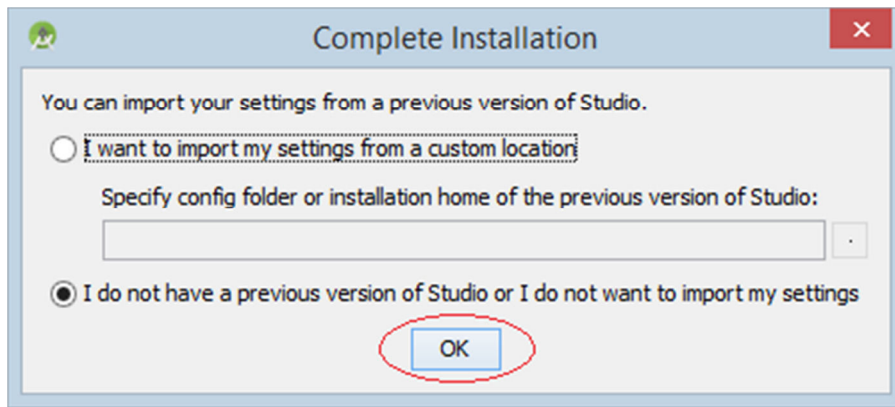 Complete Installation
You can import your settings from a previous version of Studio.
I want to import my settings from a custom location
Specify config folder or installation home of the previous version of Studio:
.
I do not have a previous version of Studio or I do not want to import my settings
OK